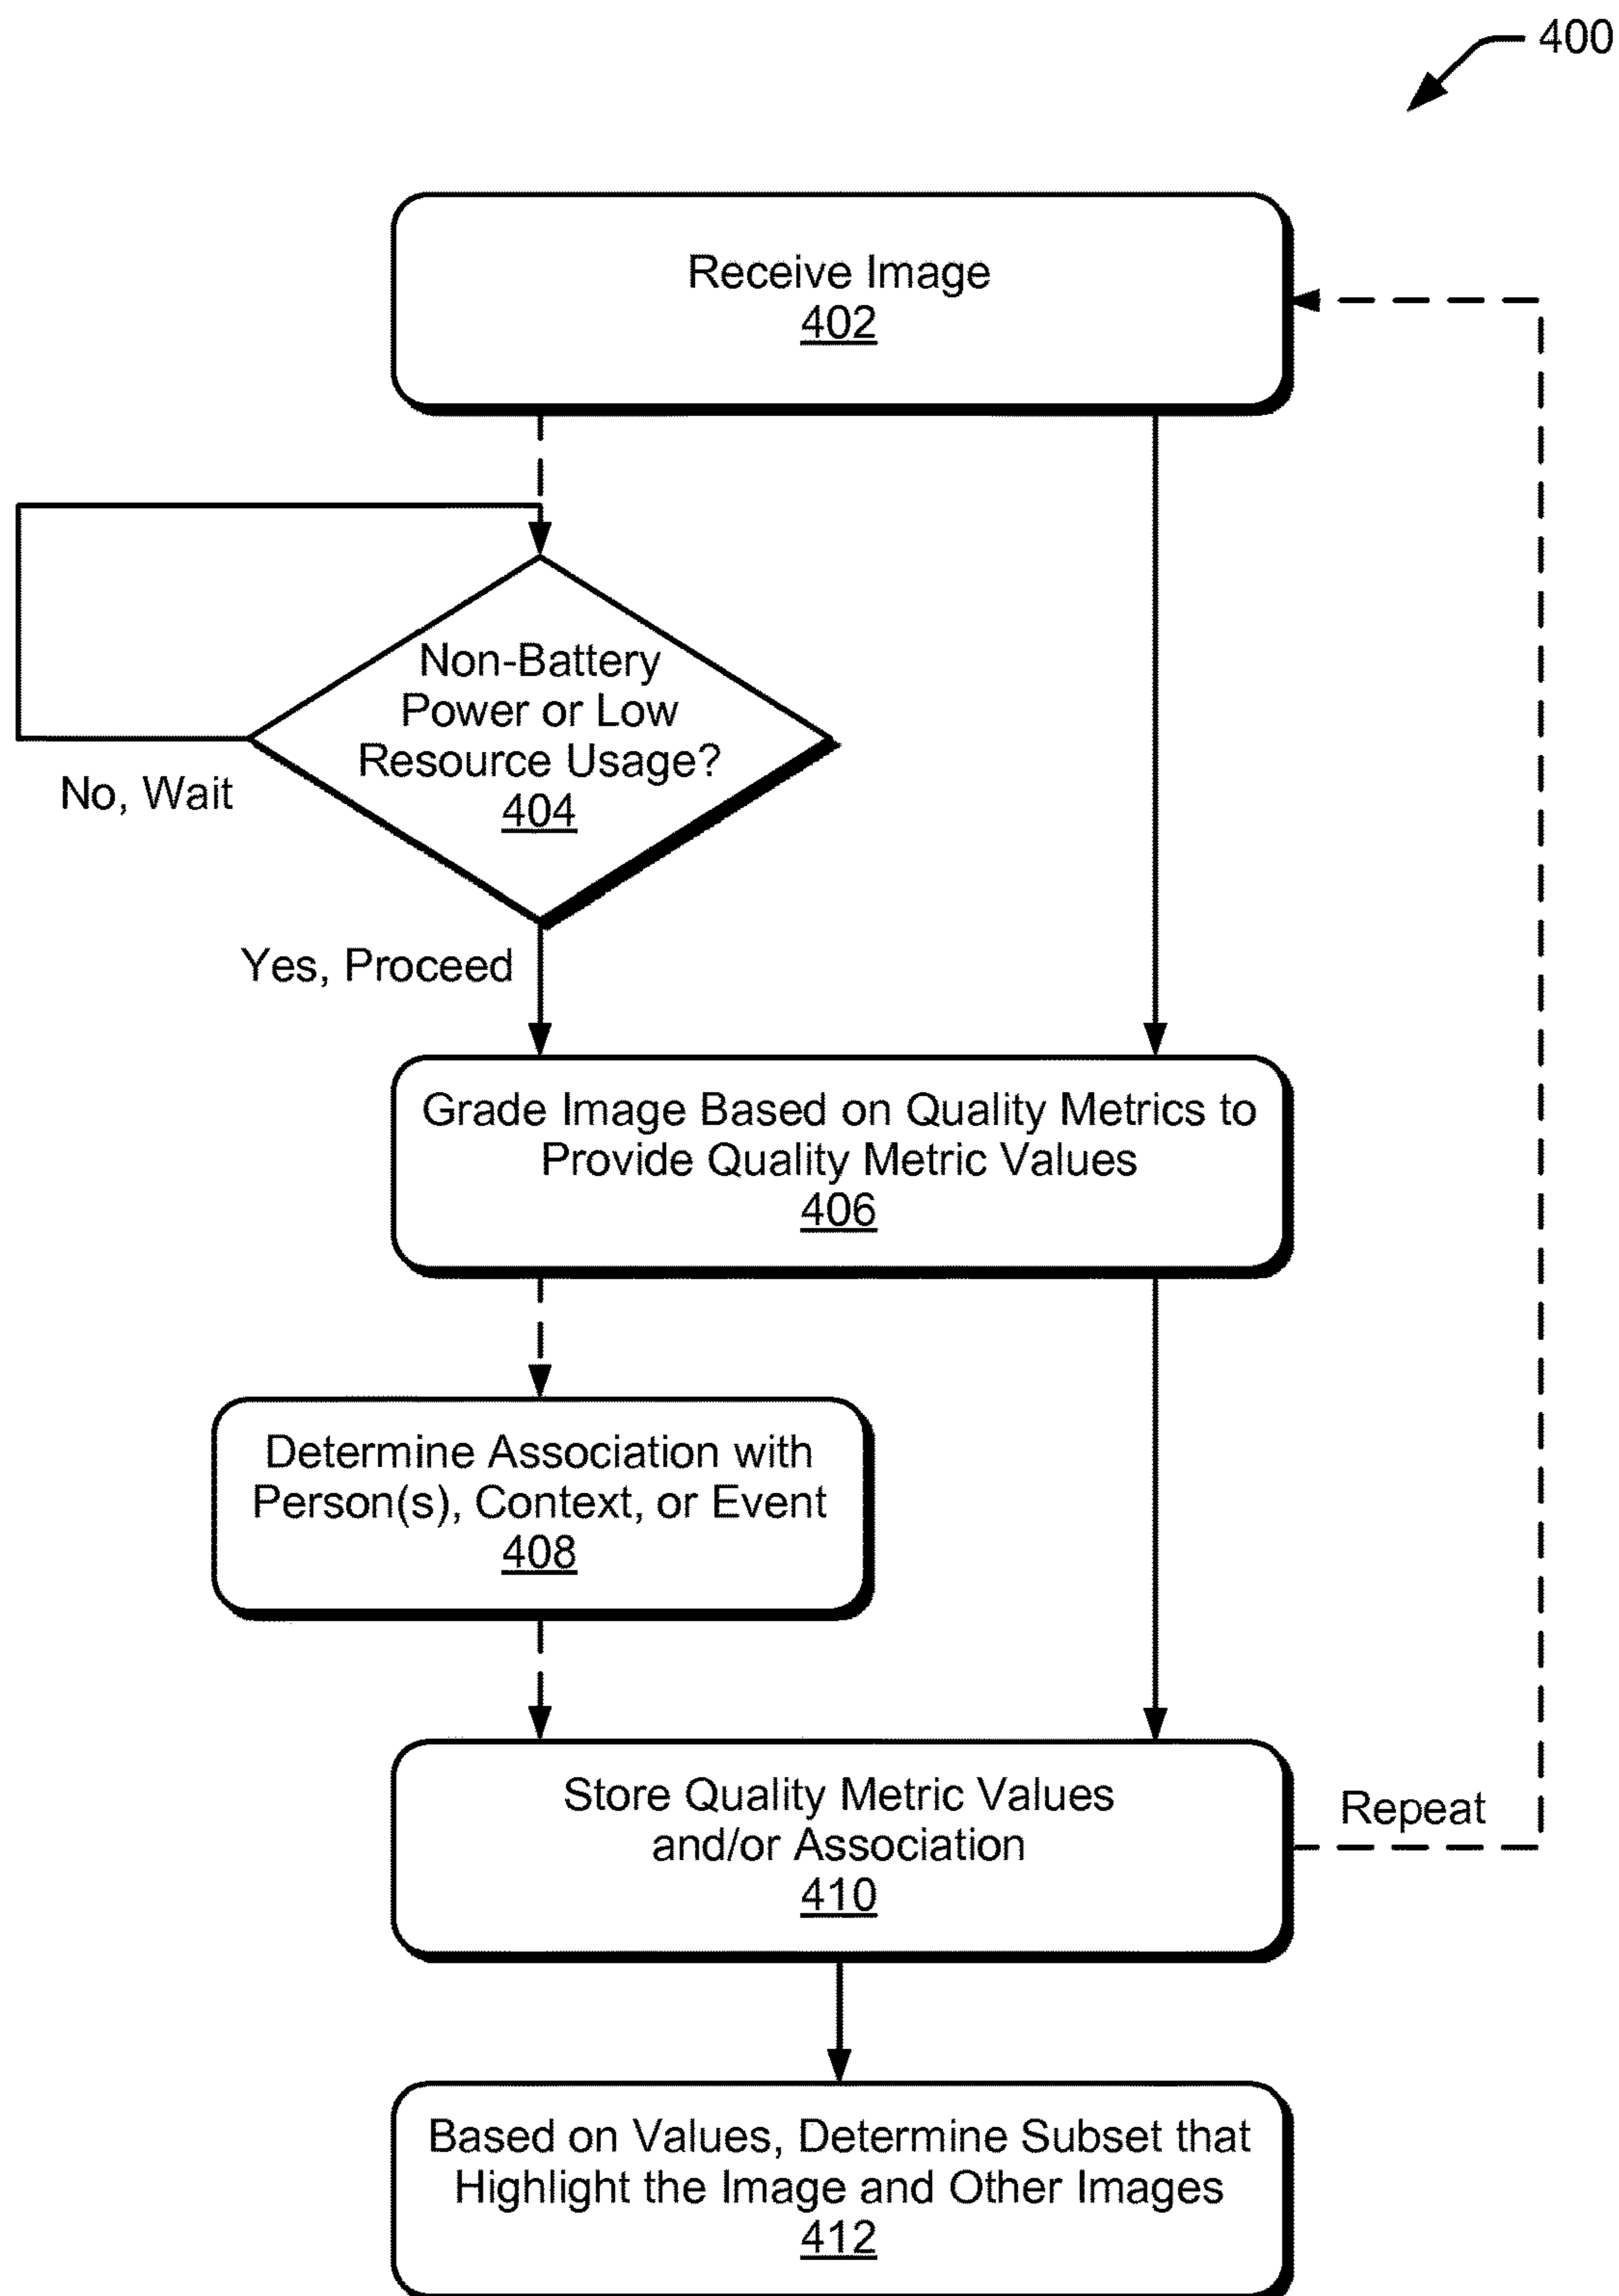 400
Receive Image
402
Non-Battery
Power or Low
Resource Usage?
404
No, Wait
Yes, Proceed
Grade Image Based on Quality Metrics to
Provide Quality Metric Values
406
Determine Association with
Person(s), Context, or Event
408
Store Quality Metric Values
and/or Association
410
Repeat
Based on Values, Determine Subset that
Highlight the Image and Other Images
412